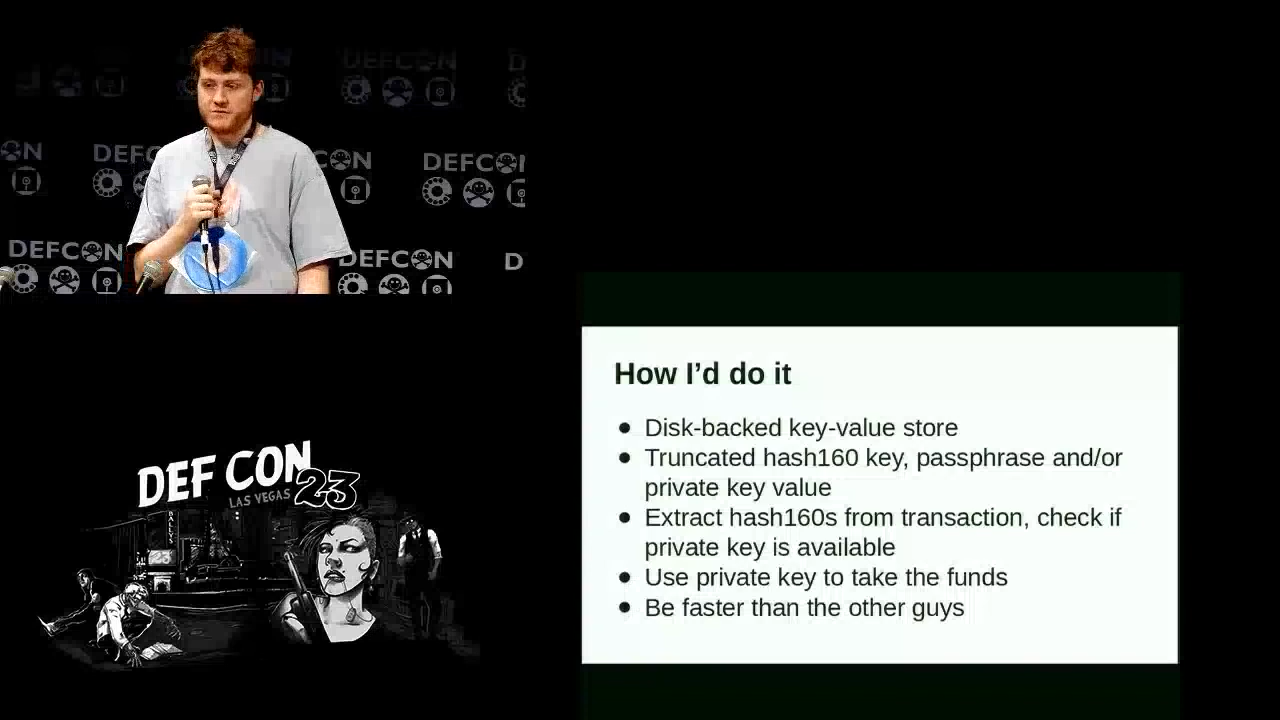 DEFCON
DEFCON
DEFCON
DEFCON
DEFCON
DEF CON
23
LAS VEGAS
BALLYS
How I'd do it
● Disk-backed key-value store
● Truncated hash160 key, passphrase and/or
private key value
● Extract hash160s from transaction, check if
private key is available
● Use private key to take the funds
● Be faster than the other guys